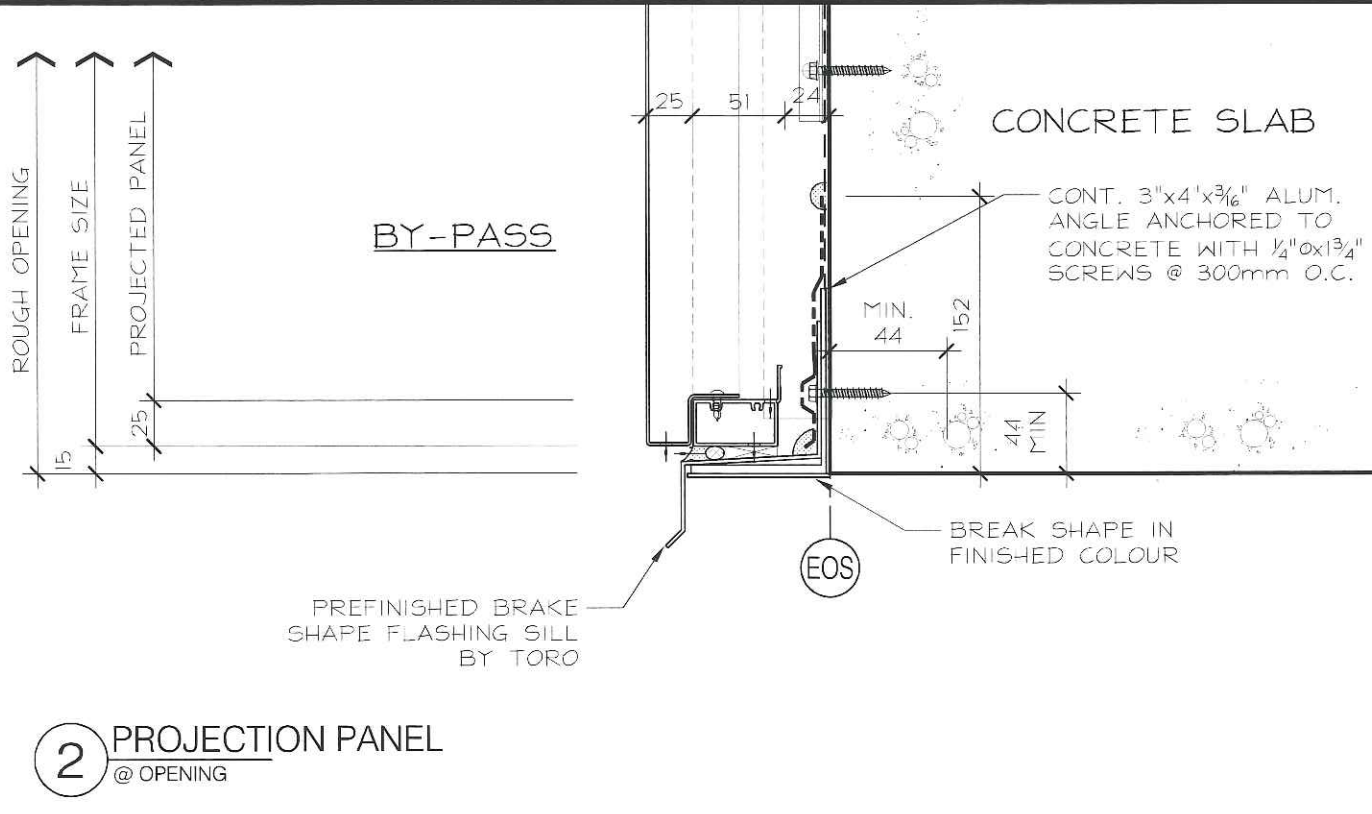 ROUGH OPENING
FRAME SIZE
PROJECTED PANEL
25
15
BY-PASS
25
51
24
CONCRETE SLAB
CONT. 3"x4'x3/16" ALUM.
ANGLE ANCHORED TO
CONCRETE WITH 1/4"øx1 3/4"
SCREWS @ 300mm O.C.
MIN.
44
152
44
MIN
BREAK SHAPE IN
FINISHED COLOUR
EOS
PREFINISHED BRAKE
SHAPE FLASHING SILL
BY TORO
2
PROJECTION PANEL
@ OPENING